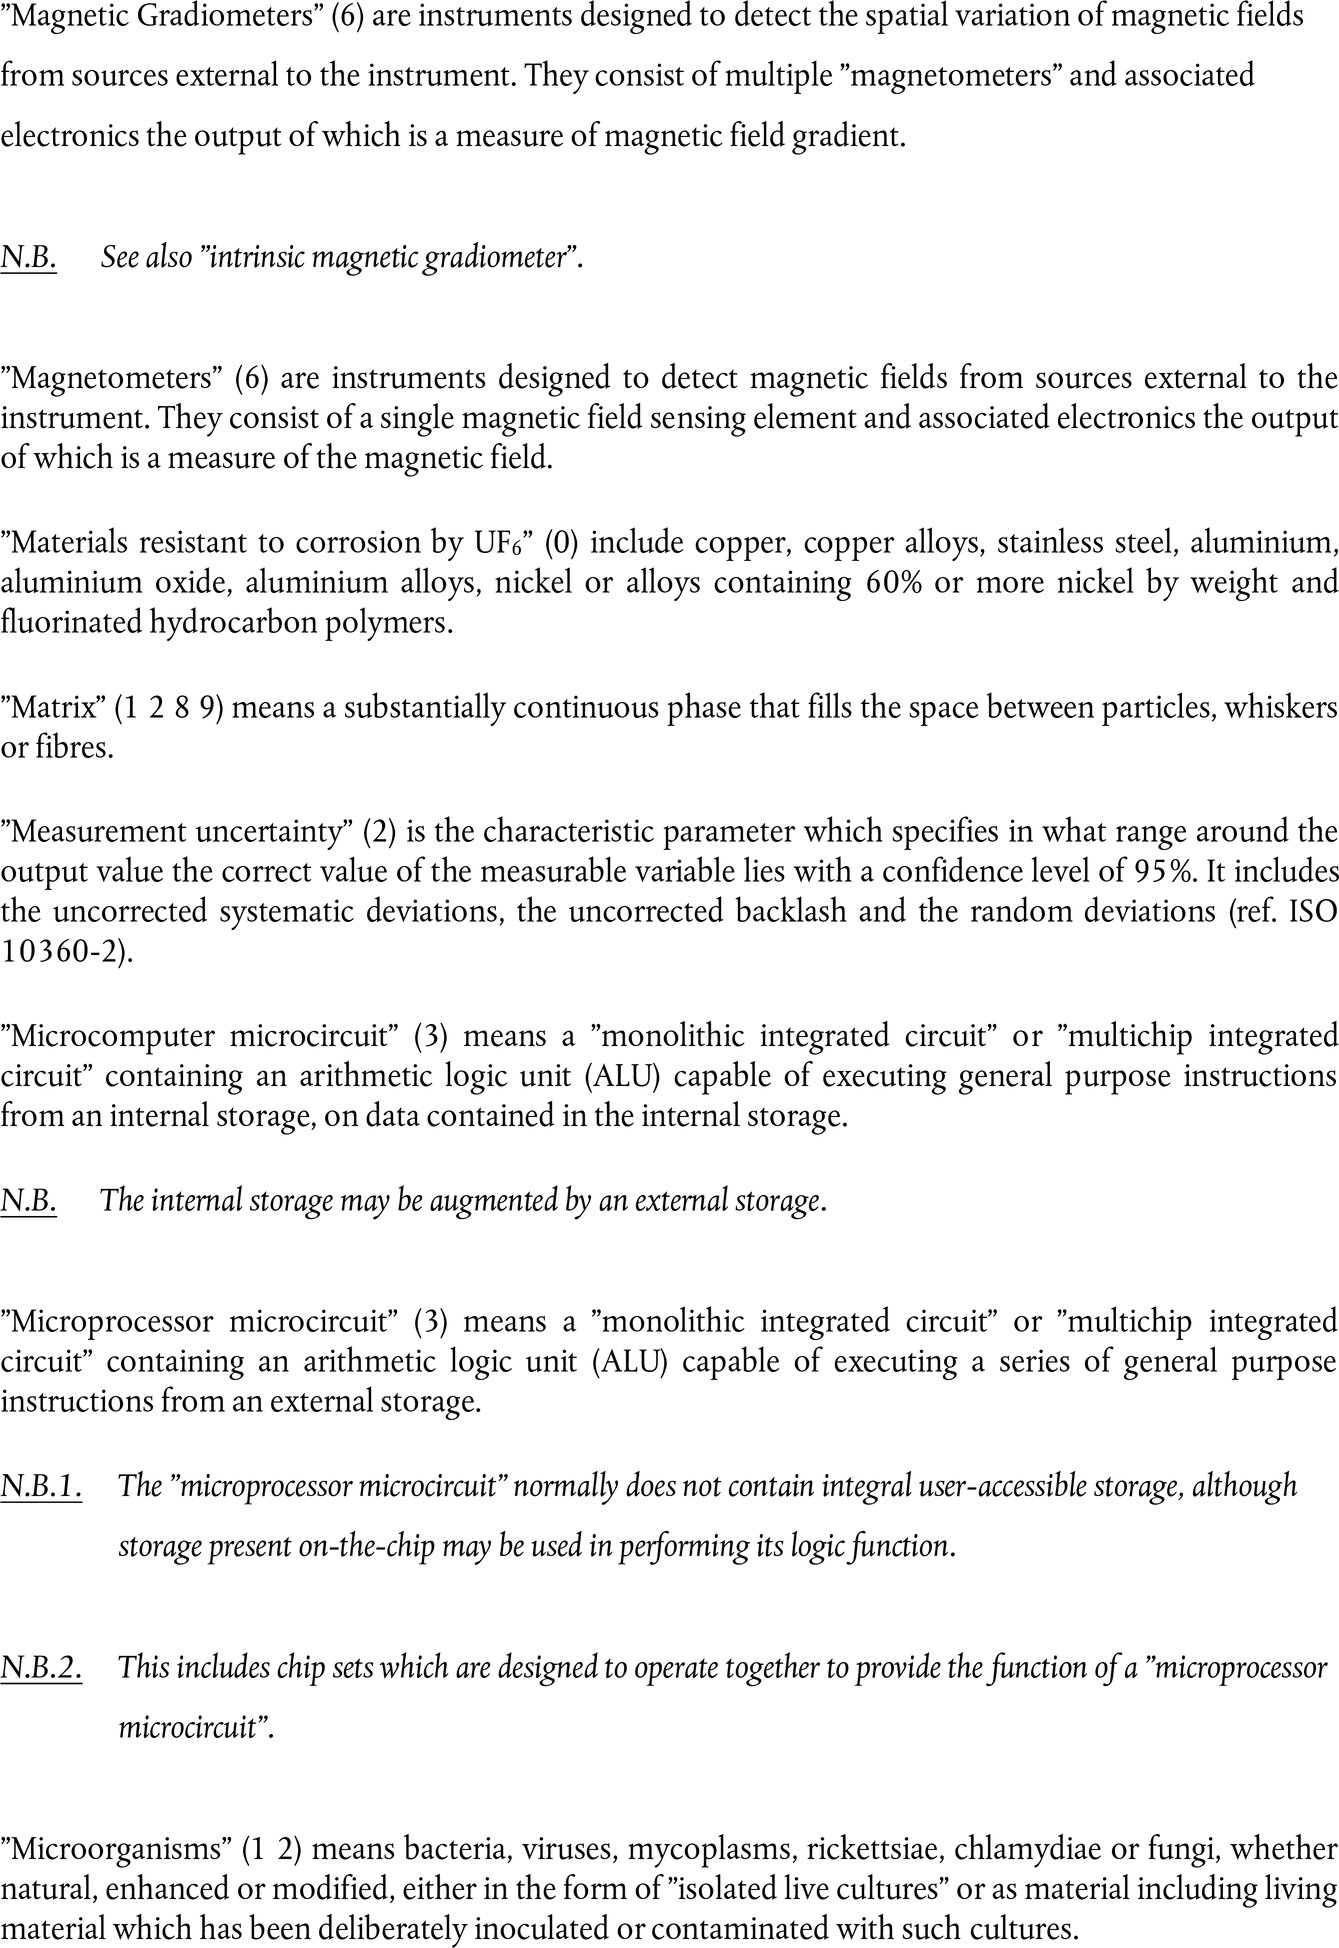 ”Magnetic Gradiometers” (6) are instruments designed to detect the spatial variation of magnetic fields
from sources external to the instrument. They consist of multiple ”magnetometers” and associated
electronics the output of which is a measure of magnetic field gradient.
N.B. See also ”intrinsic magnetic gradiometer”.
”Magnetometers” (6) are instruments designed to detect magnetic fields from sources external to the
instrument. They consist of a single magnetic field sensing element and associated electronics the output
of which is a measure of the magnetic field.
”Materials resistant to corrosion by UF₆” (0) include copper, copper alloys, stainless steel, aluminium,
aluminium oxide, aluminium alloys, nickel or alloys containing 60% or more nickel by weight and
fluorinated hydrocarbon polymers.
”Matrix” (1 2 8 9) means a substantially continuous phase that fills the space between particles, whiskers
or fibres.
”Measurement uncertainty” (2) is the characteristic parameter which specifies in what range around the
output value the correct value of the measurable variable lies with a confidence level of 95%. It includes
the uncorrected systematic deviations, the uncorrected backlash and the random deviations (ref. ISO
10360-2).
”Microcomputer microcircuit” (3) means a ”monolithic integrated circuit” or ”multichip integrated
circuit” containing an arithmetic logic unit (ALU) capable of executing general purpose instructions
from an internal storage, on data contained in the internal storage.
N.B. The internal storage may be augmented by an external storage.
”Microprocessor microcircuit” (3) means a ”monolithic integrated circuit” or ”multichip integrated
circuit” containing an arithmetic logic unit (ALU) capable of executing a series of general purpose
instructions from an external storage.
N.B.1. The ”microprocessor microcircuit” normally does not contain integral user-accessible storage, although
storage present on-the-chip may be used in performing its logic function.
N.B.2. This includes chip sets which are designed to operate together to provide the function of a ”microprocessor
microcircuit”.
”Microorganisms” (1 2) means bacteria, viruses, mycoplasms, rickettsiae, chlamydiae or fungi, whether
natural, enhanced or modified, either in the form of ”isolated live cultures” or as material including living
material which has been deliberately inoculated or contaminated with such cultures.